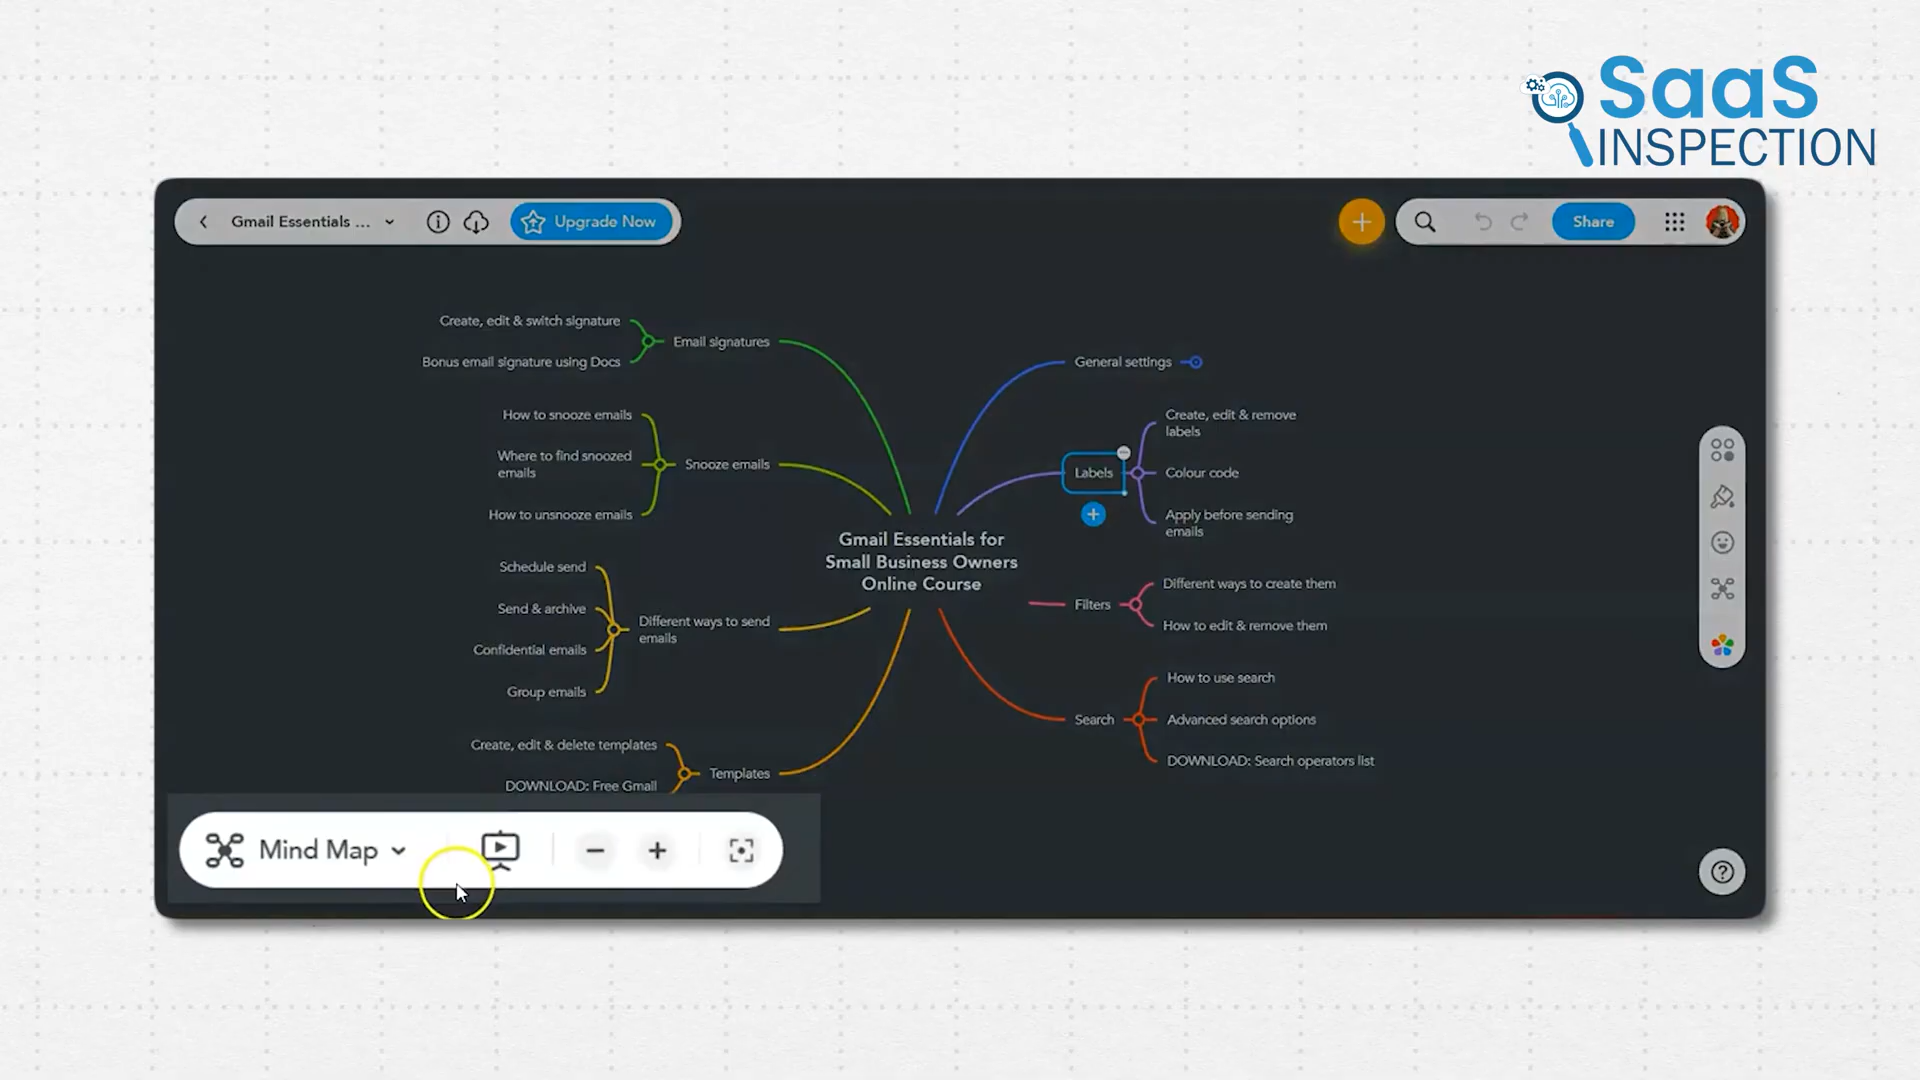 SaaS
INSPECTION
Gmail Essentials ...
Upgrade Now
Share
Create, edit & switch signature
Bonus email signature using Docs
Email signatures
How to snooze emails
Where to find snoozed
emails
How to unsnooze emails
Snooze emails
Schedule send
Send & archive
Confidential emails
Group emails
Different ways to send
emails
Create, edit & delete templates
DOWNLOAD: Free Gmail
Templates
Gmail Essentials for
Small Business Owners
Online Course
General settings
Labels
Create, edit & remove
labels
Colour code
Apply before sending
emails
Filters
Different ways to create them
How to edit & remove them
Search
How to use search
Advanced search options
DOWNLOAD: Search operators list
Mind Map